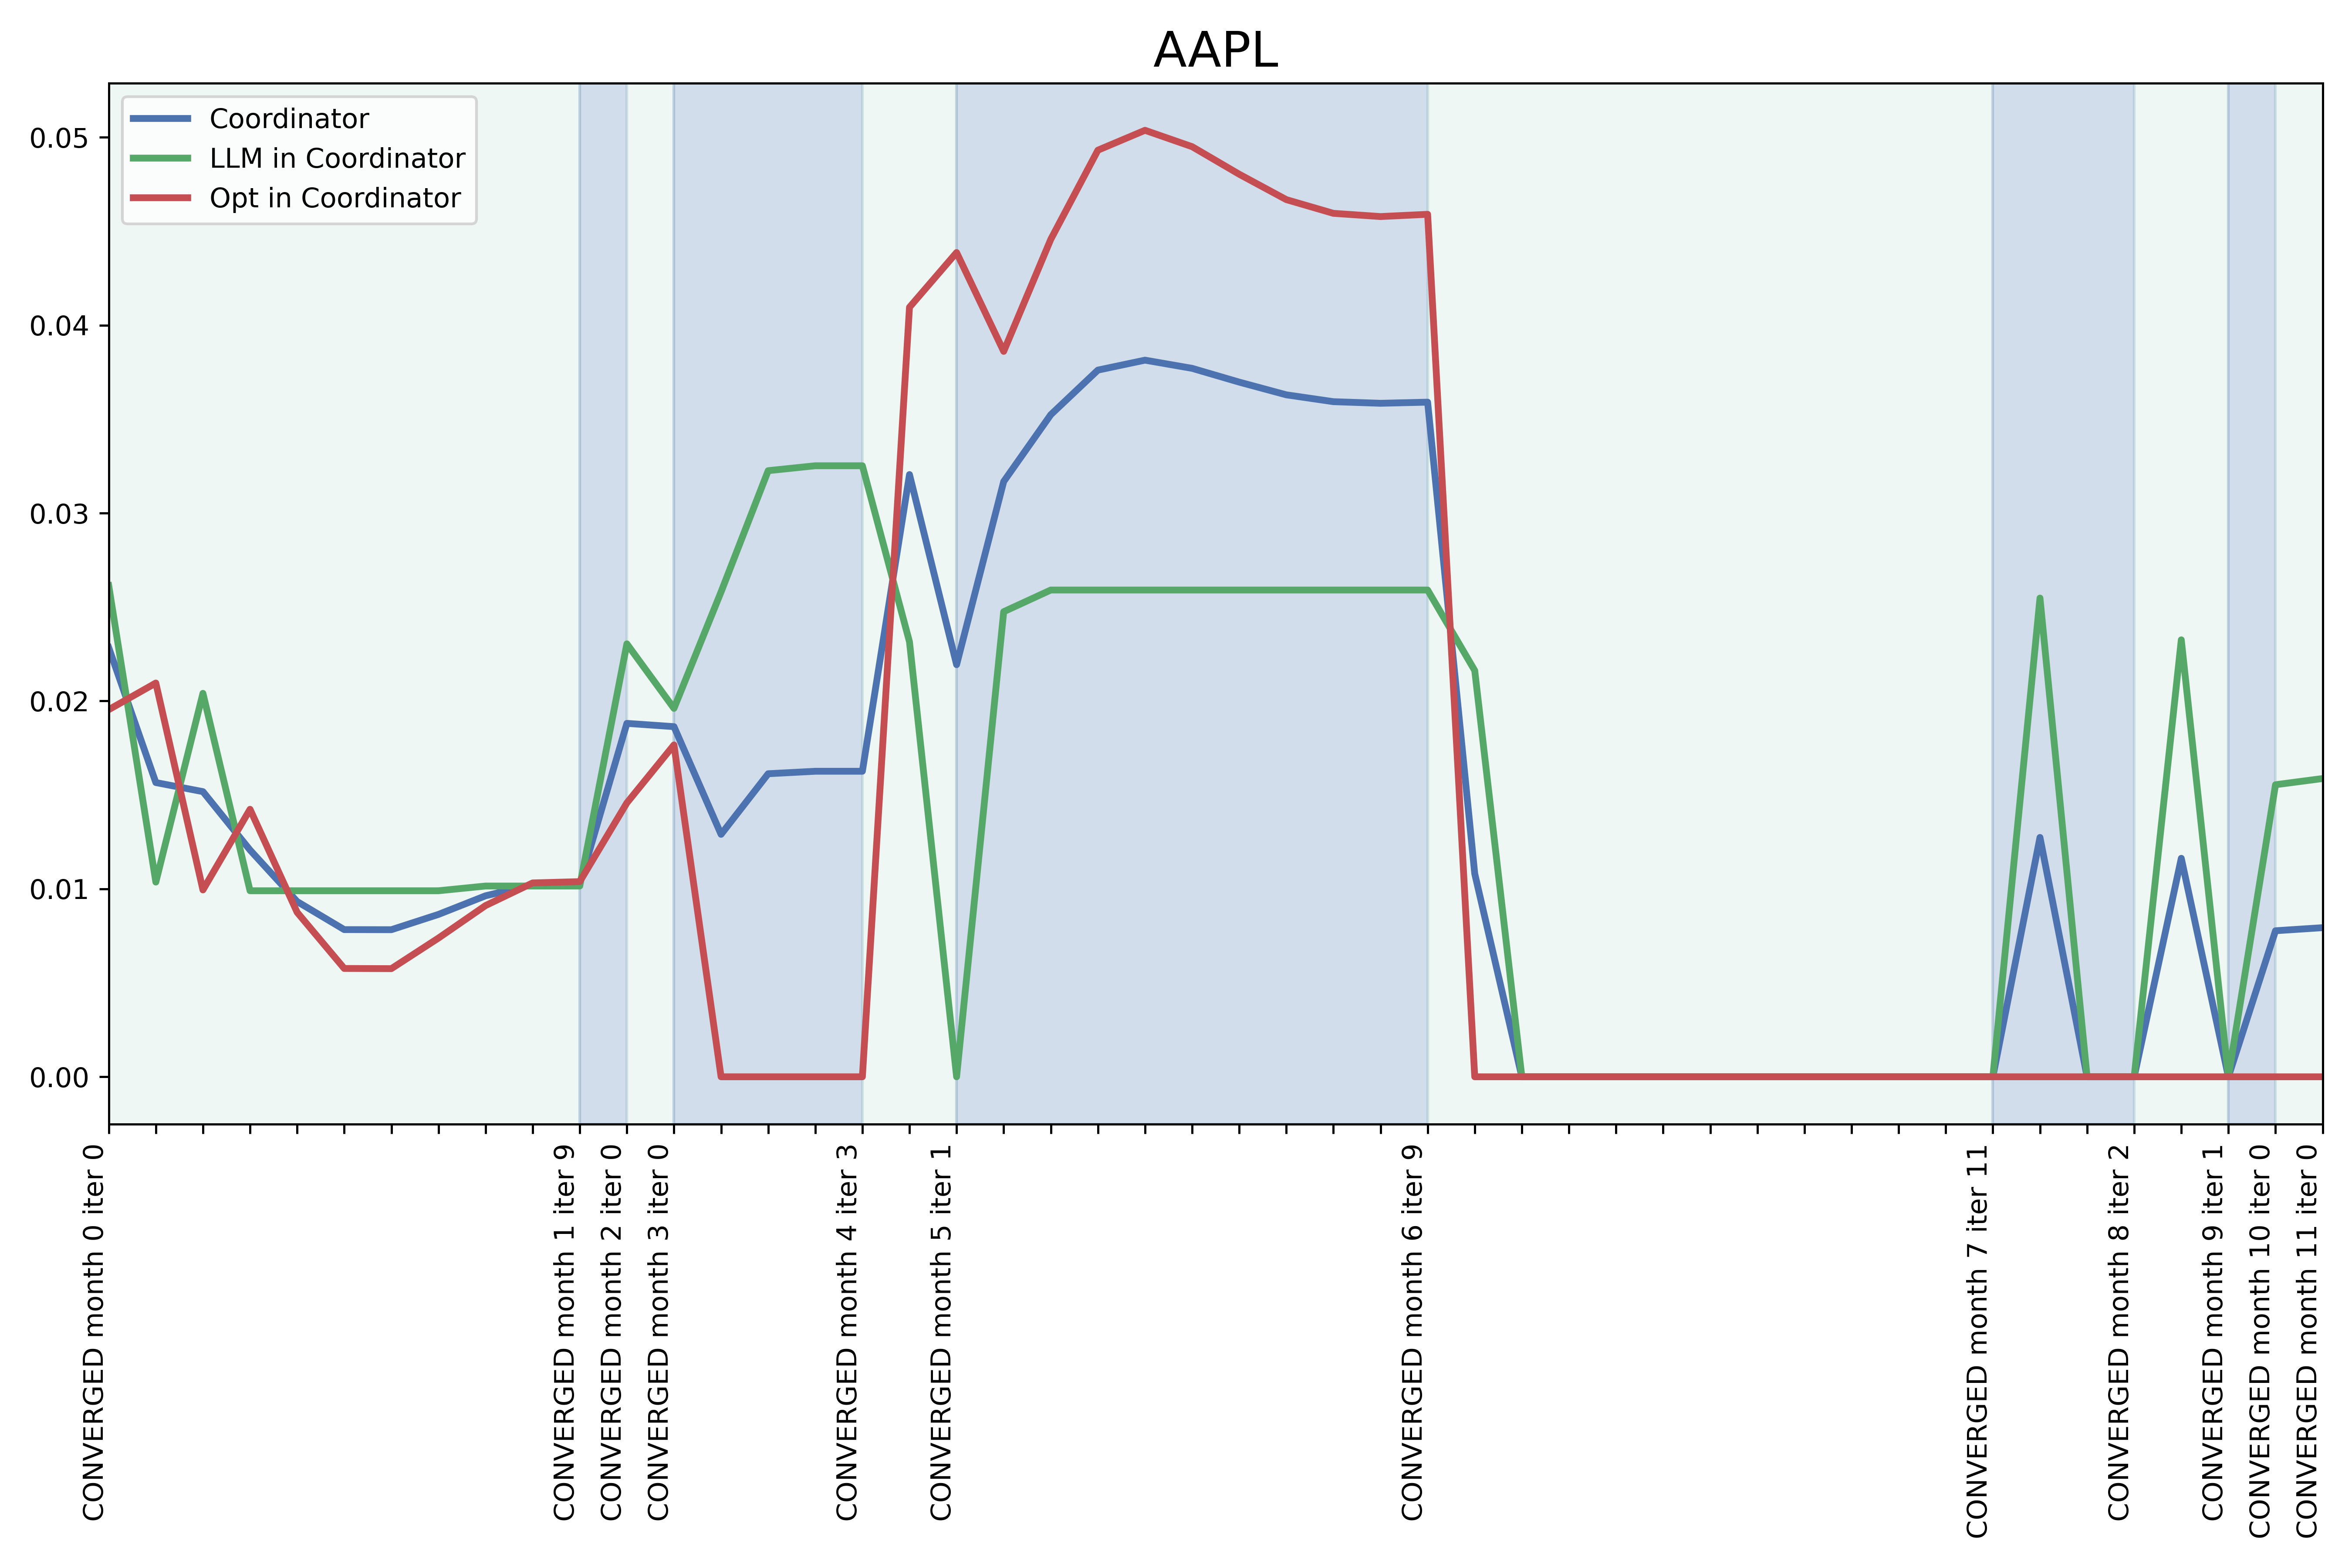 AAPL
Coordinator
LLM in Coordinator
Opt in Coordinator
0.05
0.04
0.03
0.02
0.01
0.00
CONVERGED month 0 iter 0
CONVERGED month 1 iter 9
CONVERGED month 2 iter 0
CONVERGED month 3 iter 0
CONVERGED month 4 iter 3
CONVERGED month 5 iter 1
CONVERGED month 6 iter 9
CONVERGED month 7 iter 11
CONVERGED month 8 iter 2
CONVERGED month 9 iter 1
CONVERGED month 10 iter 0
CONVERGED month 11 iter 0